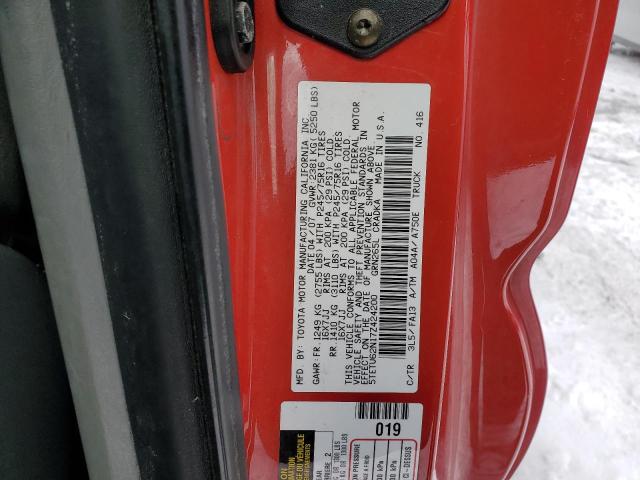 MFD. BY: TOYOTA MOTOR MANUFACTURING CALIFORNIA, INC.
DATE: 04/07 GVWR: 2381 KG( 5250 LBS)
GAWR: FR. 1249 KG (2755 LBS) WITH P245/75R16 TIRES
16X7JJ RIMS AT 200 KPA (29 PSI) COLD
RR. 1410 KG (3110 LBS) WITH P245/75R16 TIRES
16X7JJ RIMS AT 200 KPA (29 PSI) COLD
THIS VEHICLE CONFORMS TO ALL APPLICABLE FEDERAL MOTOR
VEHICLE SAFETY AND THEFT PREVENTION STANDARDS IN
EFFECT ON THE DATE OF MANUFACTURE SHOWN ABOVE.
5TETU62N17Z424200 GRN265L CRADKA MADE IN U.S.A.
C/TR 3L5/FA13 A/TM A04A/A750E TRUCK NO. 416
019